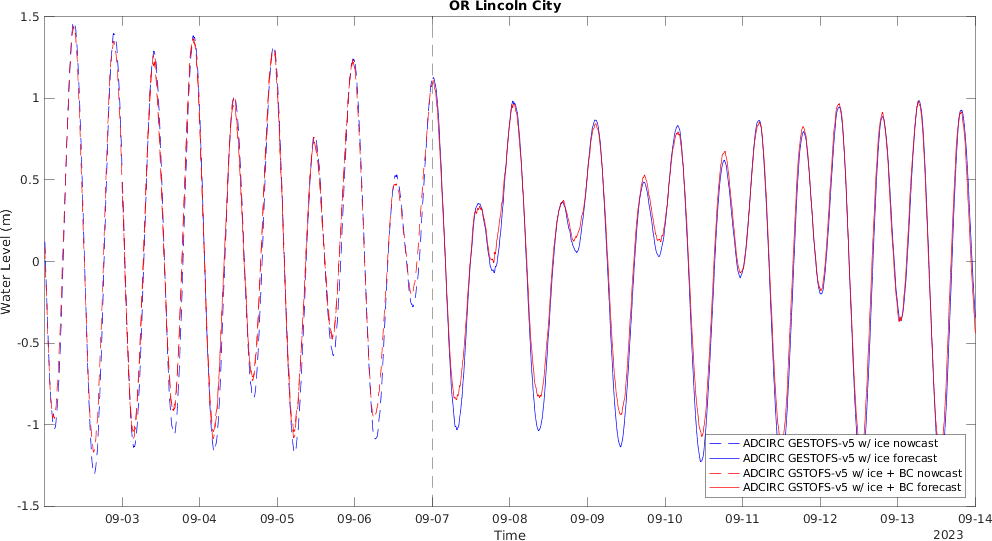 OR Lincoln City
1.5
1
0.5
0
-0.5
-1
-1.5
Water Level (m)
09-03 09-04 09-05 09-06 09-07 09-08 09-09 09-10 09-11 09-12 09-13 09-14
Time
2023
ADCIRC GESTOFS-v5 w/ ice nowcast
ADCIRC GESTOFS-v5 w/ ice forecast
ADCIRC GSTOFS-v5 w/ ice + BC nowcast
ADCIRC GSTOFS-v5 w/ ice + BC forecast